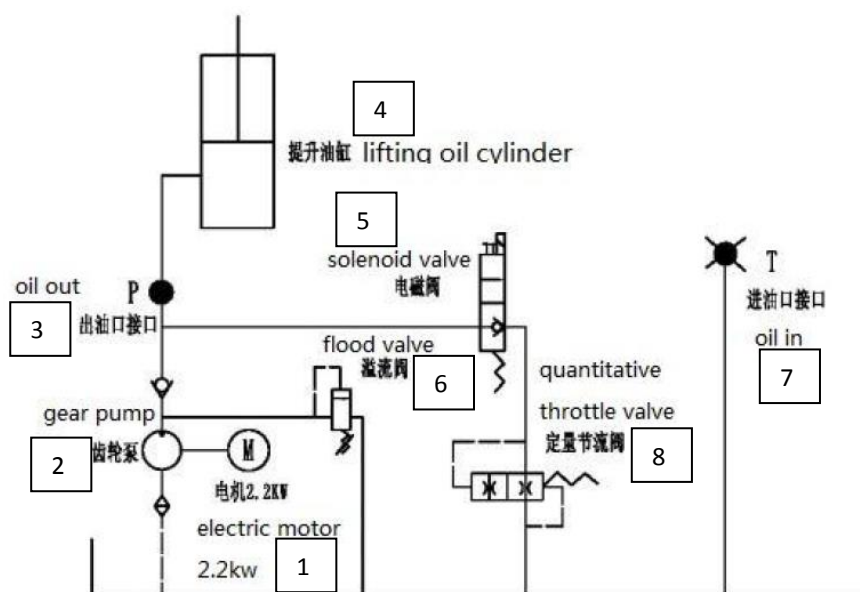 4
提升油缸 lifting oil cylinder
5
solenoid valve
电磁阀
oil out
P
3
出油口接口
T
进油口接口
oil in
7
flood valve
溢流阀
6
quantitative
throttle valve
定量节流阀
8
gear pump
2
齿轮泵
M
电机2.2KW
electric motor
2.2kw
1